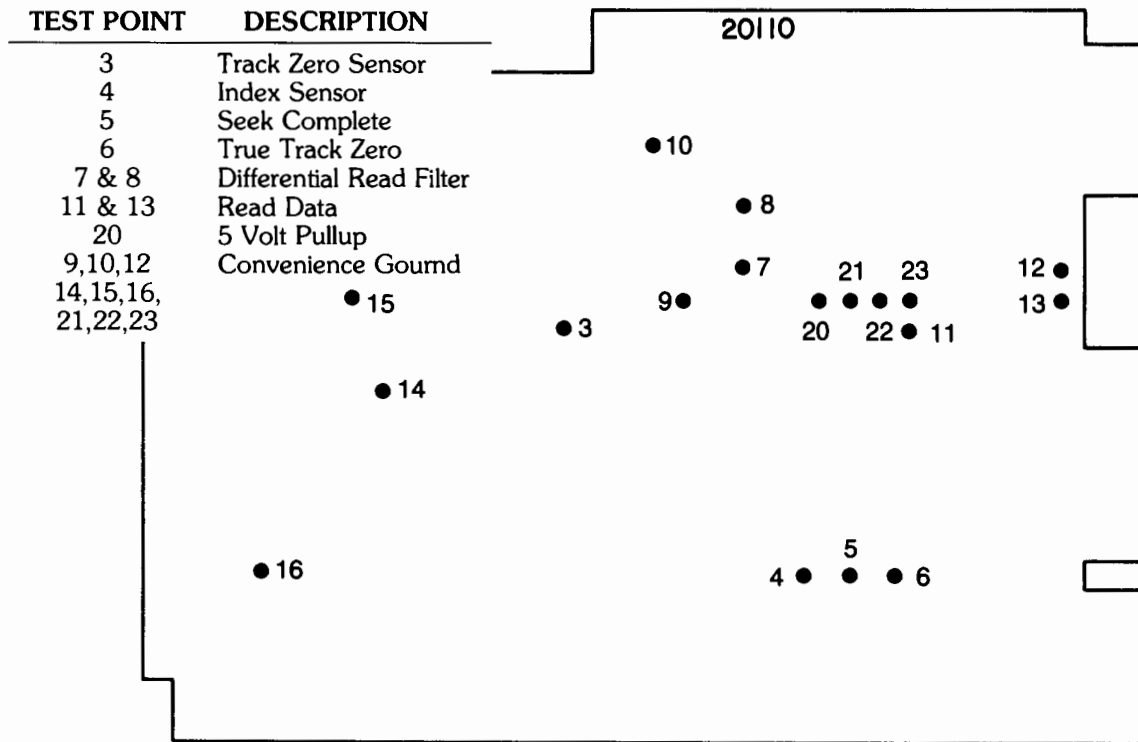 TEST POINT DESCRIPTION
3 Track Zero Sensor
4 Index Sensor
5 Seek Complete
6 True Track Zero
7 & 8 Differential Read Filter
11 & 13 Read Data
20 5 Volt Pullup
9,10,12 Convenience Gournd
14,15,16,
21,22,23
20110
10
8
7
21 23
12
15
9
13
3
20 22 11
14
5
16
4 6